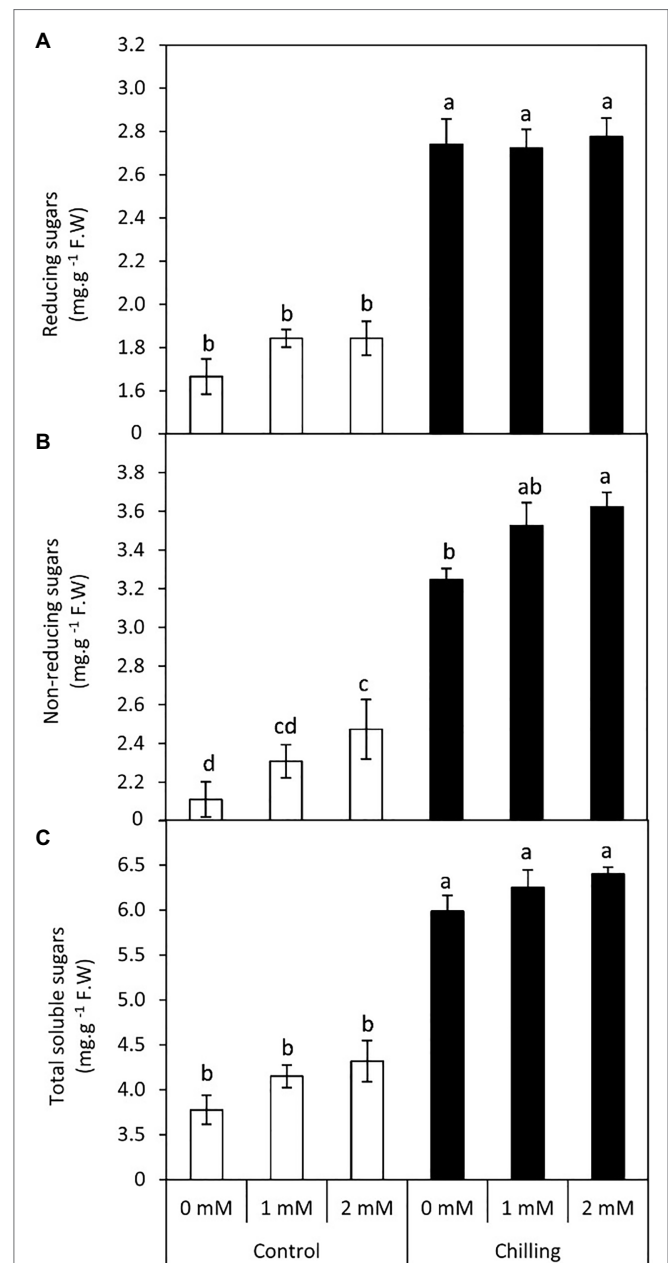 A
Reducing sugars
(mg.g⁻¹ F.W)
3.2
3.0
2.8
2.6
2.4
2.2
2.0
1.8
1.6
0
b
b
b
a
a
a
B
Non-reducing sugars
(mg.g⁻¹ F.W)
3.8
3.6
3.4
3.2
3.0
2.8
2.6
2.4
2.2
0
d
cd
c
b
ab
a
C
Total soluble sugars
(mg.g⁻¹ F.W)
6.5
6.0
5.5
5.0
4.5
4.0
3.5
0
b
b
b
a
a
a
0 mM 1 mM 2 mM 0 mM 1 mM 2 mM
Control Chilling